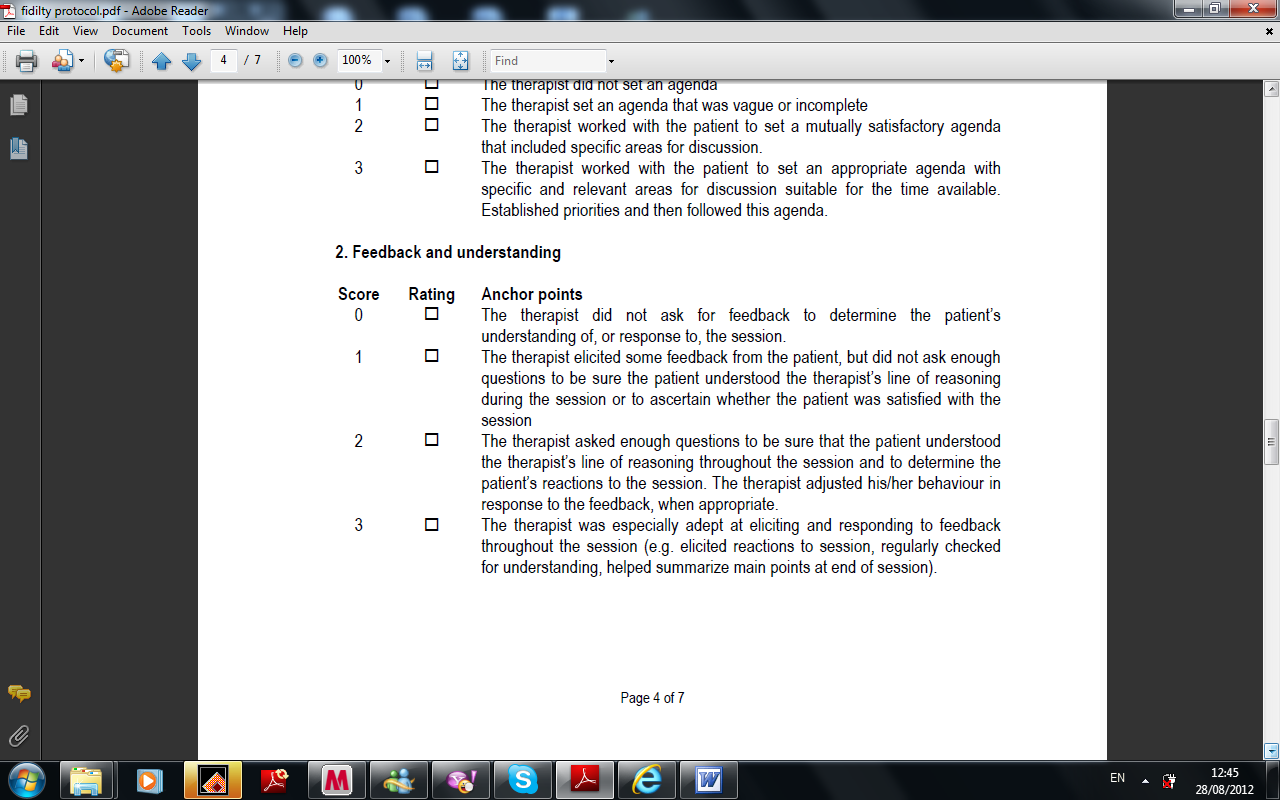 fidilty protocol.pdf - Adobe Reader
File Edit View Document Tools Window Help
4 / 7 100% Find
0 The therapist did not set an agenda
1 The therapist set an agenda that was vague or incomplete
2 The therapist worked with the patient to set a mutually satisfactory agenda
that included specific areas for discussion.
3 The therapist worked with the patient to set an appropriate agenda with
specific and relevant areas for discussion suitable for the time available.
Established priorities and then followed this agenda.
2. Feedback and understanding
Score Rating Anchor points
0 The therapist did not ask for feedback to determine the patient's
understanding of, or response to, the session.
1 The therapist elicited some feedback from the patient, but did not ask enough
questions to be sure the patient understood the therapist's line of reasoning
during the session or to ascertain whether the patient was satisfied with the
session
2 The therapist asked enough questions to be sure that the patient understood
the therapist's line of reasoning throughout the session and to determine the
patient's reactions to the session. The therapist adjusted his/her behaviour in
response to the feedback, when appropriate.
3 The therapist was especially adept at eliciting and responding to feedback
throughout the session (e.g. elicited reactions to session, regularly checked
for understanding, helped summarize main points at end of session).
Page 4 of 7
EN 12:45
28/08/2012